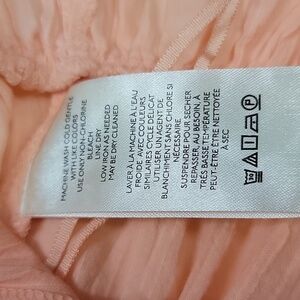 MACHINE WASH COLD GENTLE
WITH LIKE COLORS
USE ONLY NON-CHLORINE
BLEACH
LINE DRY
LOW IRON AS NEEDED
MAY BE DRY CLEANED
LAVER À LA MACHINE À L'EAU
FROIDE, AVEC COULEURS
SIMILAIRES CYCLE DÉLICAT
UTILISER UN AGENT DE
BLANCHIMENT SANS CHLORE SI
NÉCESSAIRE
SUSPENDRE POUR SÉCHER
REPASSER, AU BESOIN, À
TRÈS BASSE TEMPÉRATURE
PEUT-ÊTRE ÊTRE NETTOYÉE
À SEC